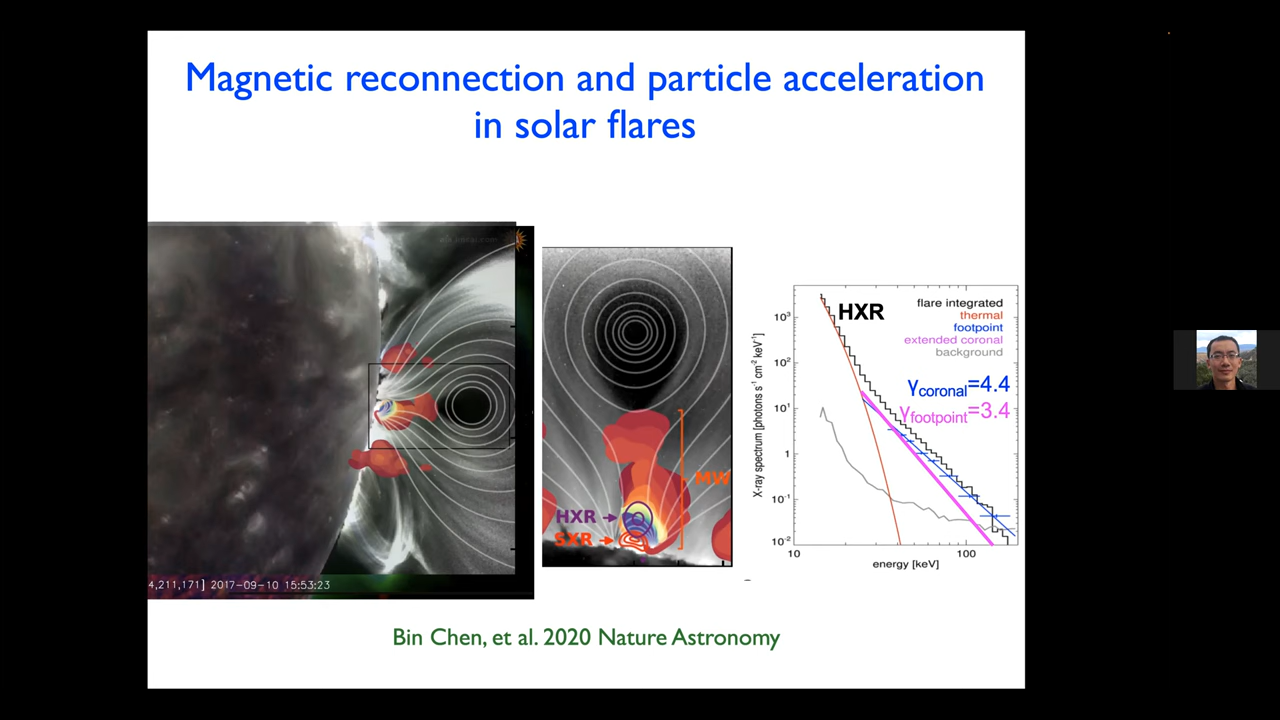 Magnetic reconnection and particle acceleration
in solar flares
4,211,171] 2017-09-10 15:53:23
HXR
SXR
MW
HXR
flare integrated
thermal
footpoint
extended coronal
background
γcoronal=4.4
γfootpoint=3.4
X-ray spectrum [photons s⁻¹ cm⁻² keV⁻¹]
10³
10²
10¹
1
10⁻¹
10⁻²
10
100
energy [keV]
Bin Chen, et al. 2020 Nature Astronomy